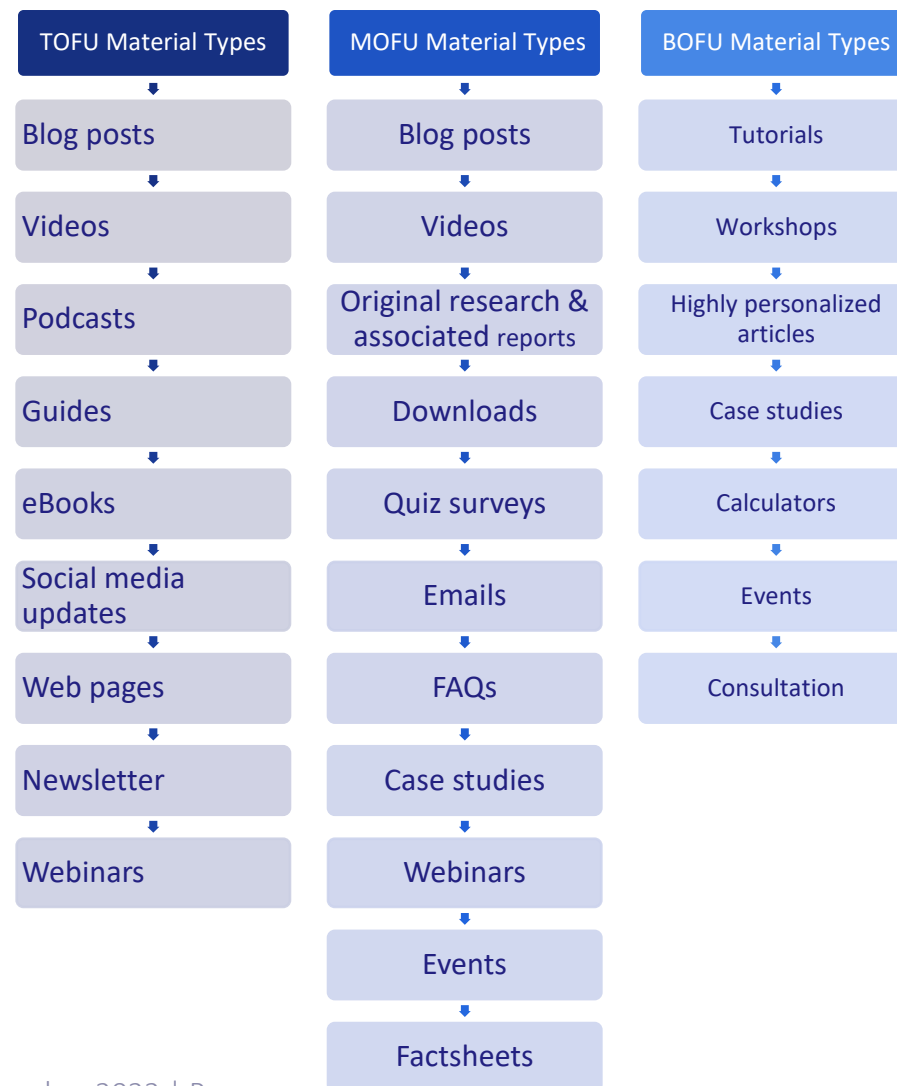 TOFU Material Types
Blog posts
Videos
Podcasts
Guides
eBooks
Social media
updates
Web pages
Newsletter
Webinars
MOFU Material Types
Blog posts
Videos
Original research &
associated reports
Downloads
Quiz surveys
Emails
FAQs
Case studies
Webinars
Events
Factsheets
BOFU Material Types
Tutorials
Workshops
Highly personalized
articles
Case studies
Calculators
Events
Consultation